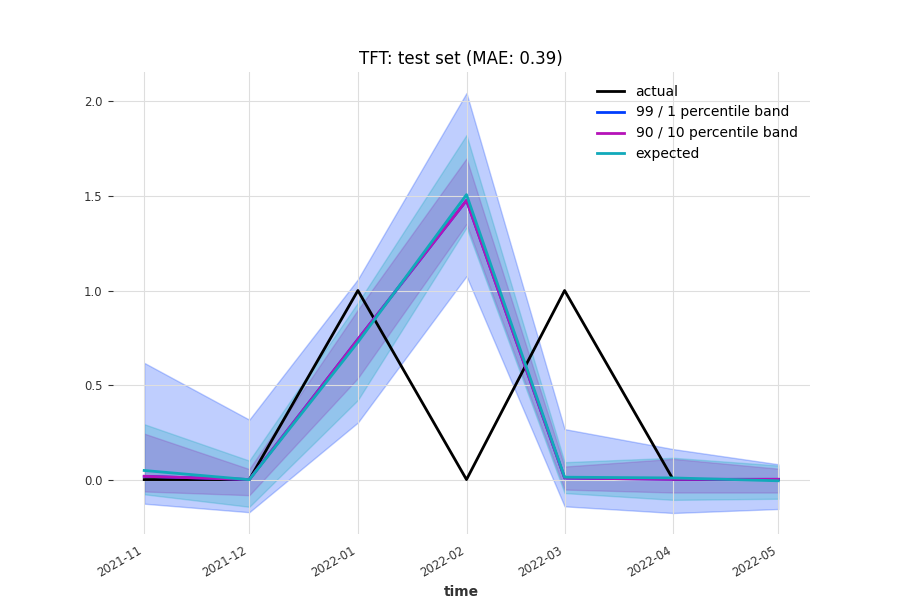 TFT: test set (MAE: 0.39)
actual
99 / 1 percentile band
90 / 10 percentile band
expected
2.0
1.5
1.0
0.5
0.0
2021-11
2021-12
2022-01
2022-02
2022-03
2022-04
2022-05
time